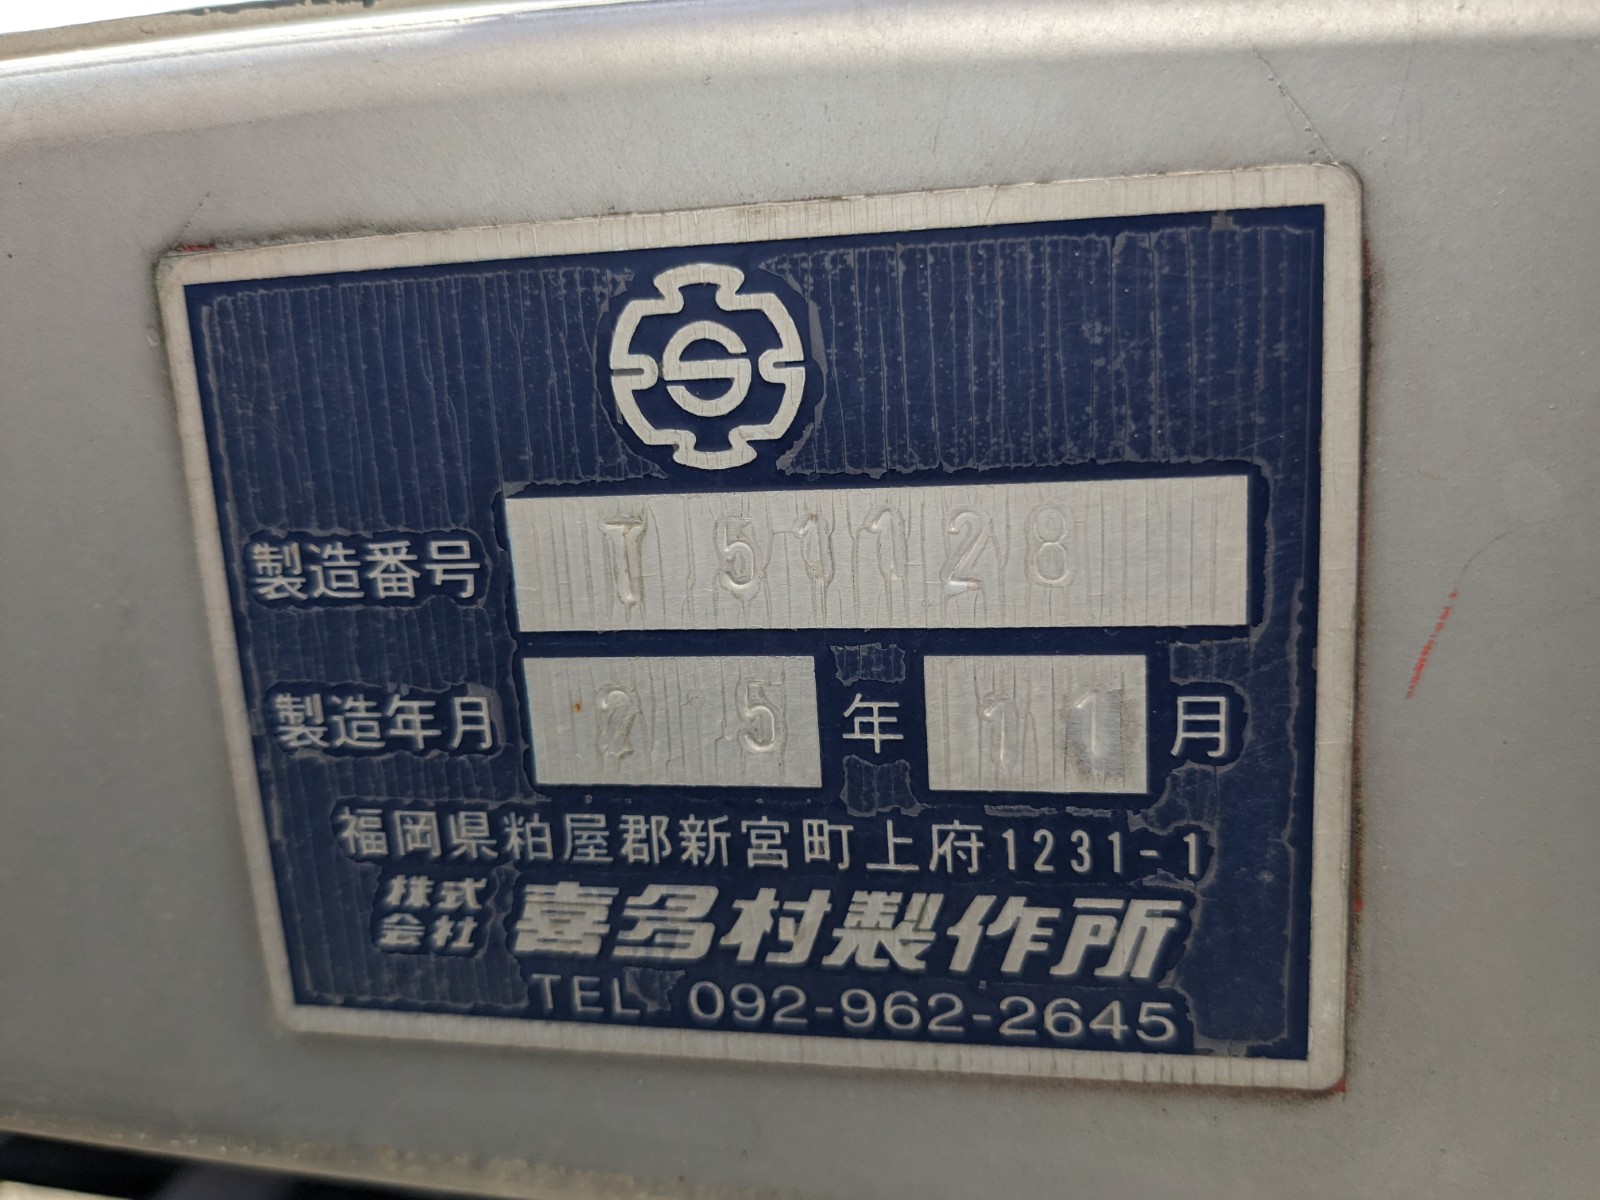 S
製造番号 T 51128
製造年月 25 年 11 月
福岡県粕屋郡新宮町上府1231-1
株式会社 喜多村製作所
TEL 092-962-2645